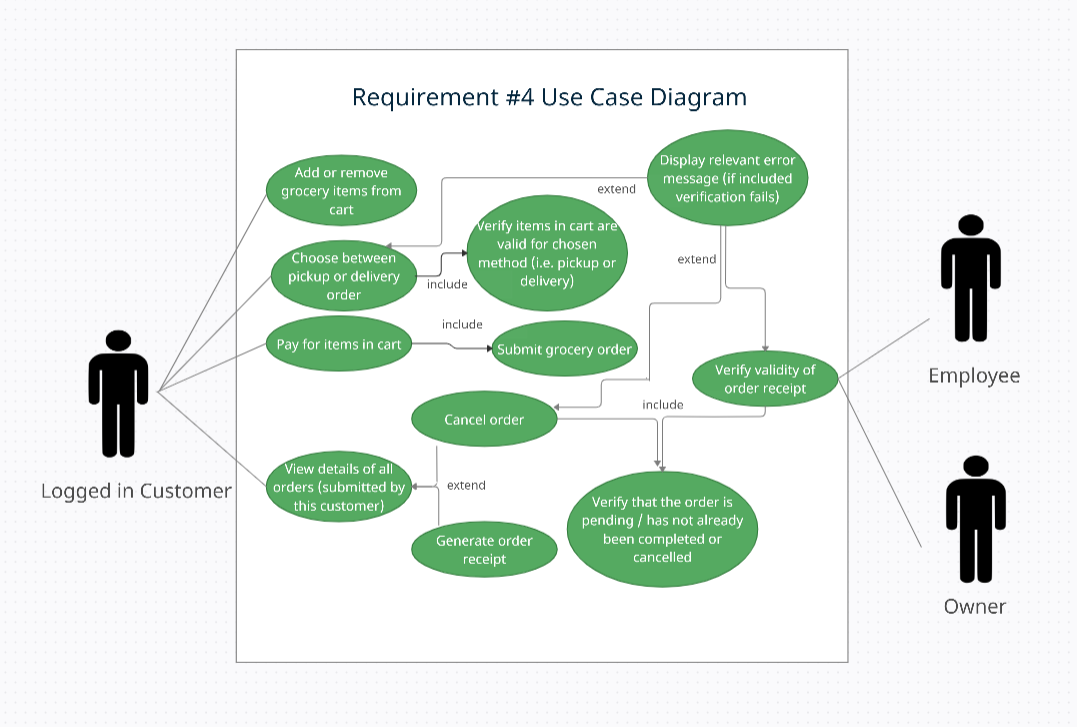 Requirement #4 Use Case Diagram
Add or remove
grocery items from
cart
Display relevant error
message (if included
verification fails)
extend
Verify items in cart are
valid for chosen
method (i.e. pickup or
delivery)
Choose between
pickup or delivery
order
include
extend
include
Pay for items in cart
Submit grocery order
Verify validity of
order receipt
Employee
include
Cancel order
View details of all
orders (submitted by
this customer)
extend
Logged in Customer
Verify that the order is
pending / has not already
been completed or
cancelled
Generate order
receipt
Owner